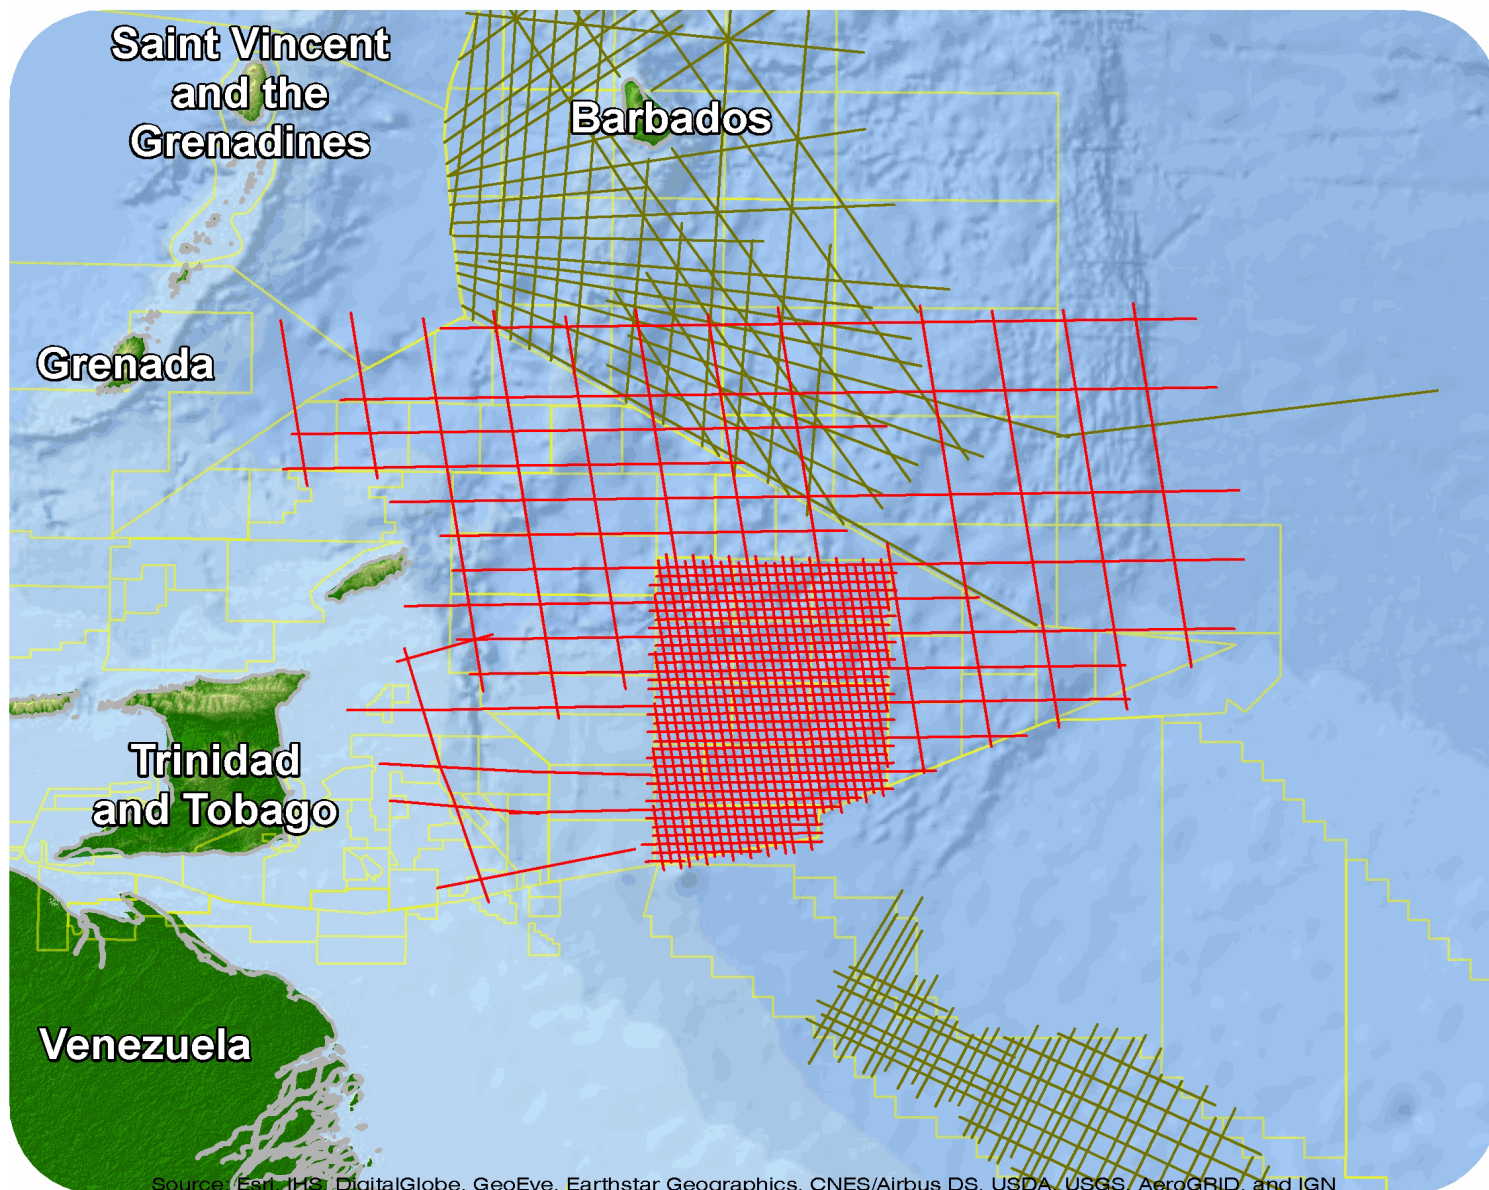 Saint Vincent
and the
Grenadines
Barbados
Grenada
Trinidad
and Tobago
Venezuela
Source: Esri, IHS, DigitalGlobe, GeoEye, Earthstar Geographics, CNES/Airbus DS, USDA, USGS, AeroGRID, and IGN